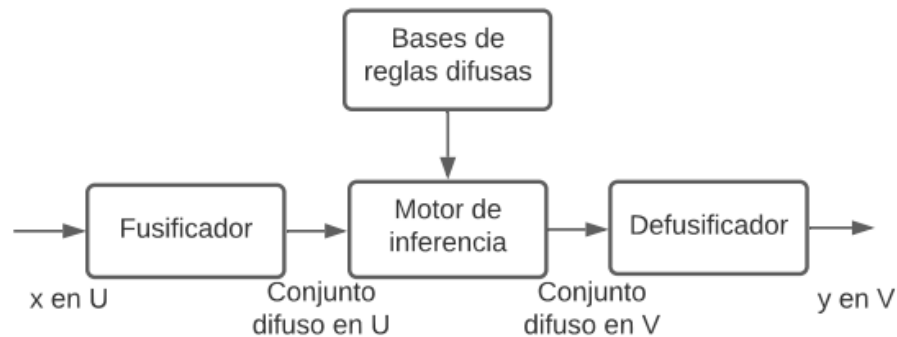 Bases de
reglas difusas
Fusificador
Motor de
inferencia
Defusificador
x en U
Conjunto
difuso en U
Conjunto
difuso en V
y en V